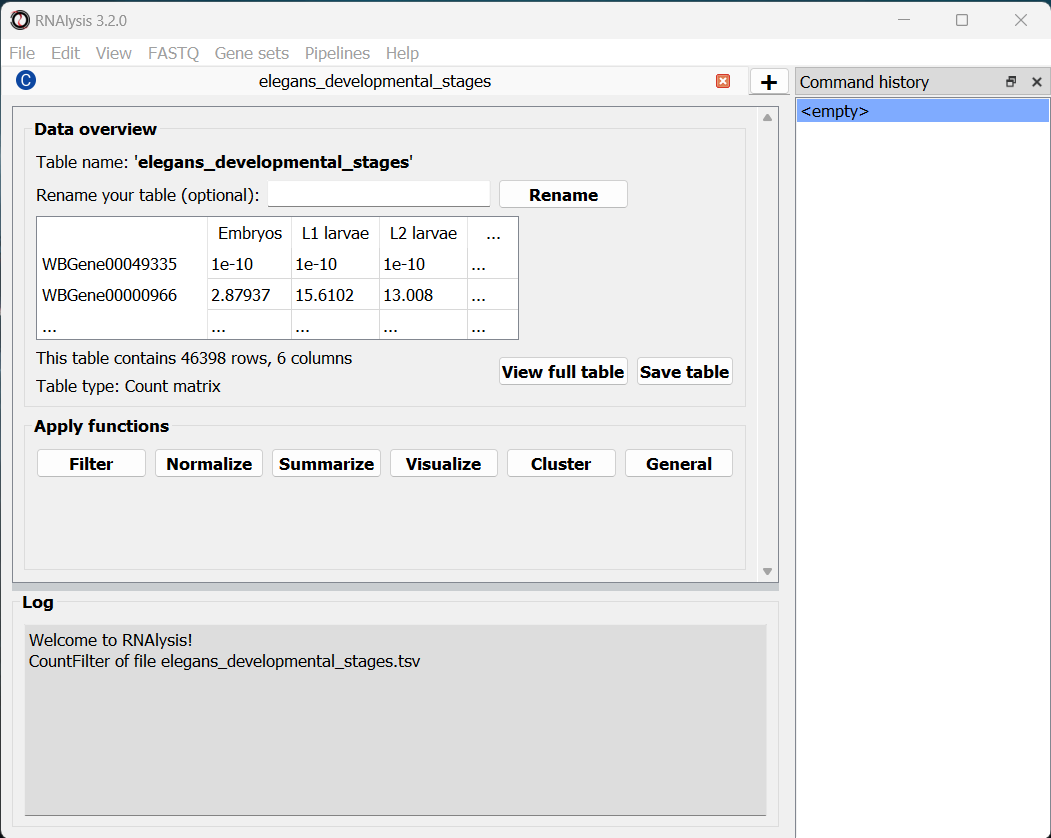 RNAlysis 3.2.0
File Edit View FASTQ Gene sets Pipelines Help
C elegans_developmental_stages + Command history
<empty>
Data overview
Table name: 'elegans_developmental_stages'
Rename your table (optional): Rename
Embryos L1 larvae L2 larvae ...
WBGene00049335 1e-10 1e-10 1e-10 ...
WBGene00000966 2.87937 15.6102 13.008 ...
... ... ... ... ...
This table contains 46398 rows, 6 columns
View full table Save table
Table type: Count matrix
Apply functions
Filter Normalize Summarize Visualize Cluster General
Log
Welcome to RNAlysis!
CountFilter of file elegans_developmental_stages.tsv